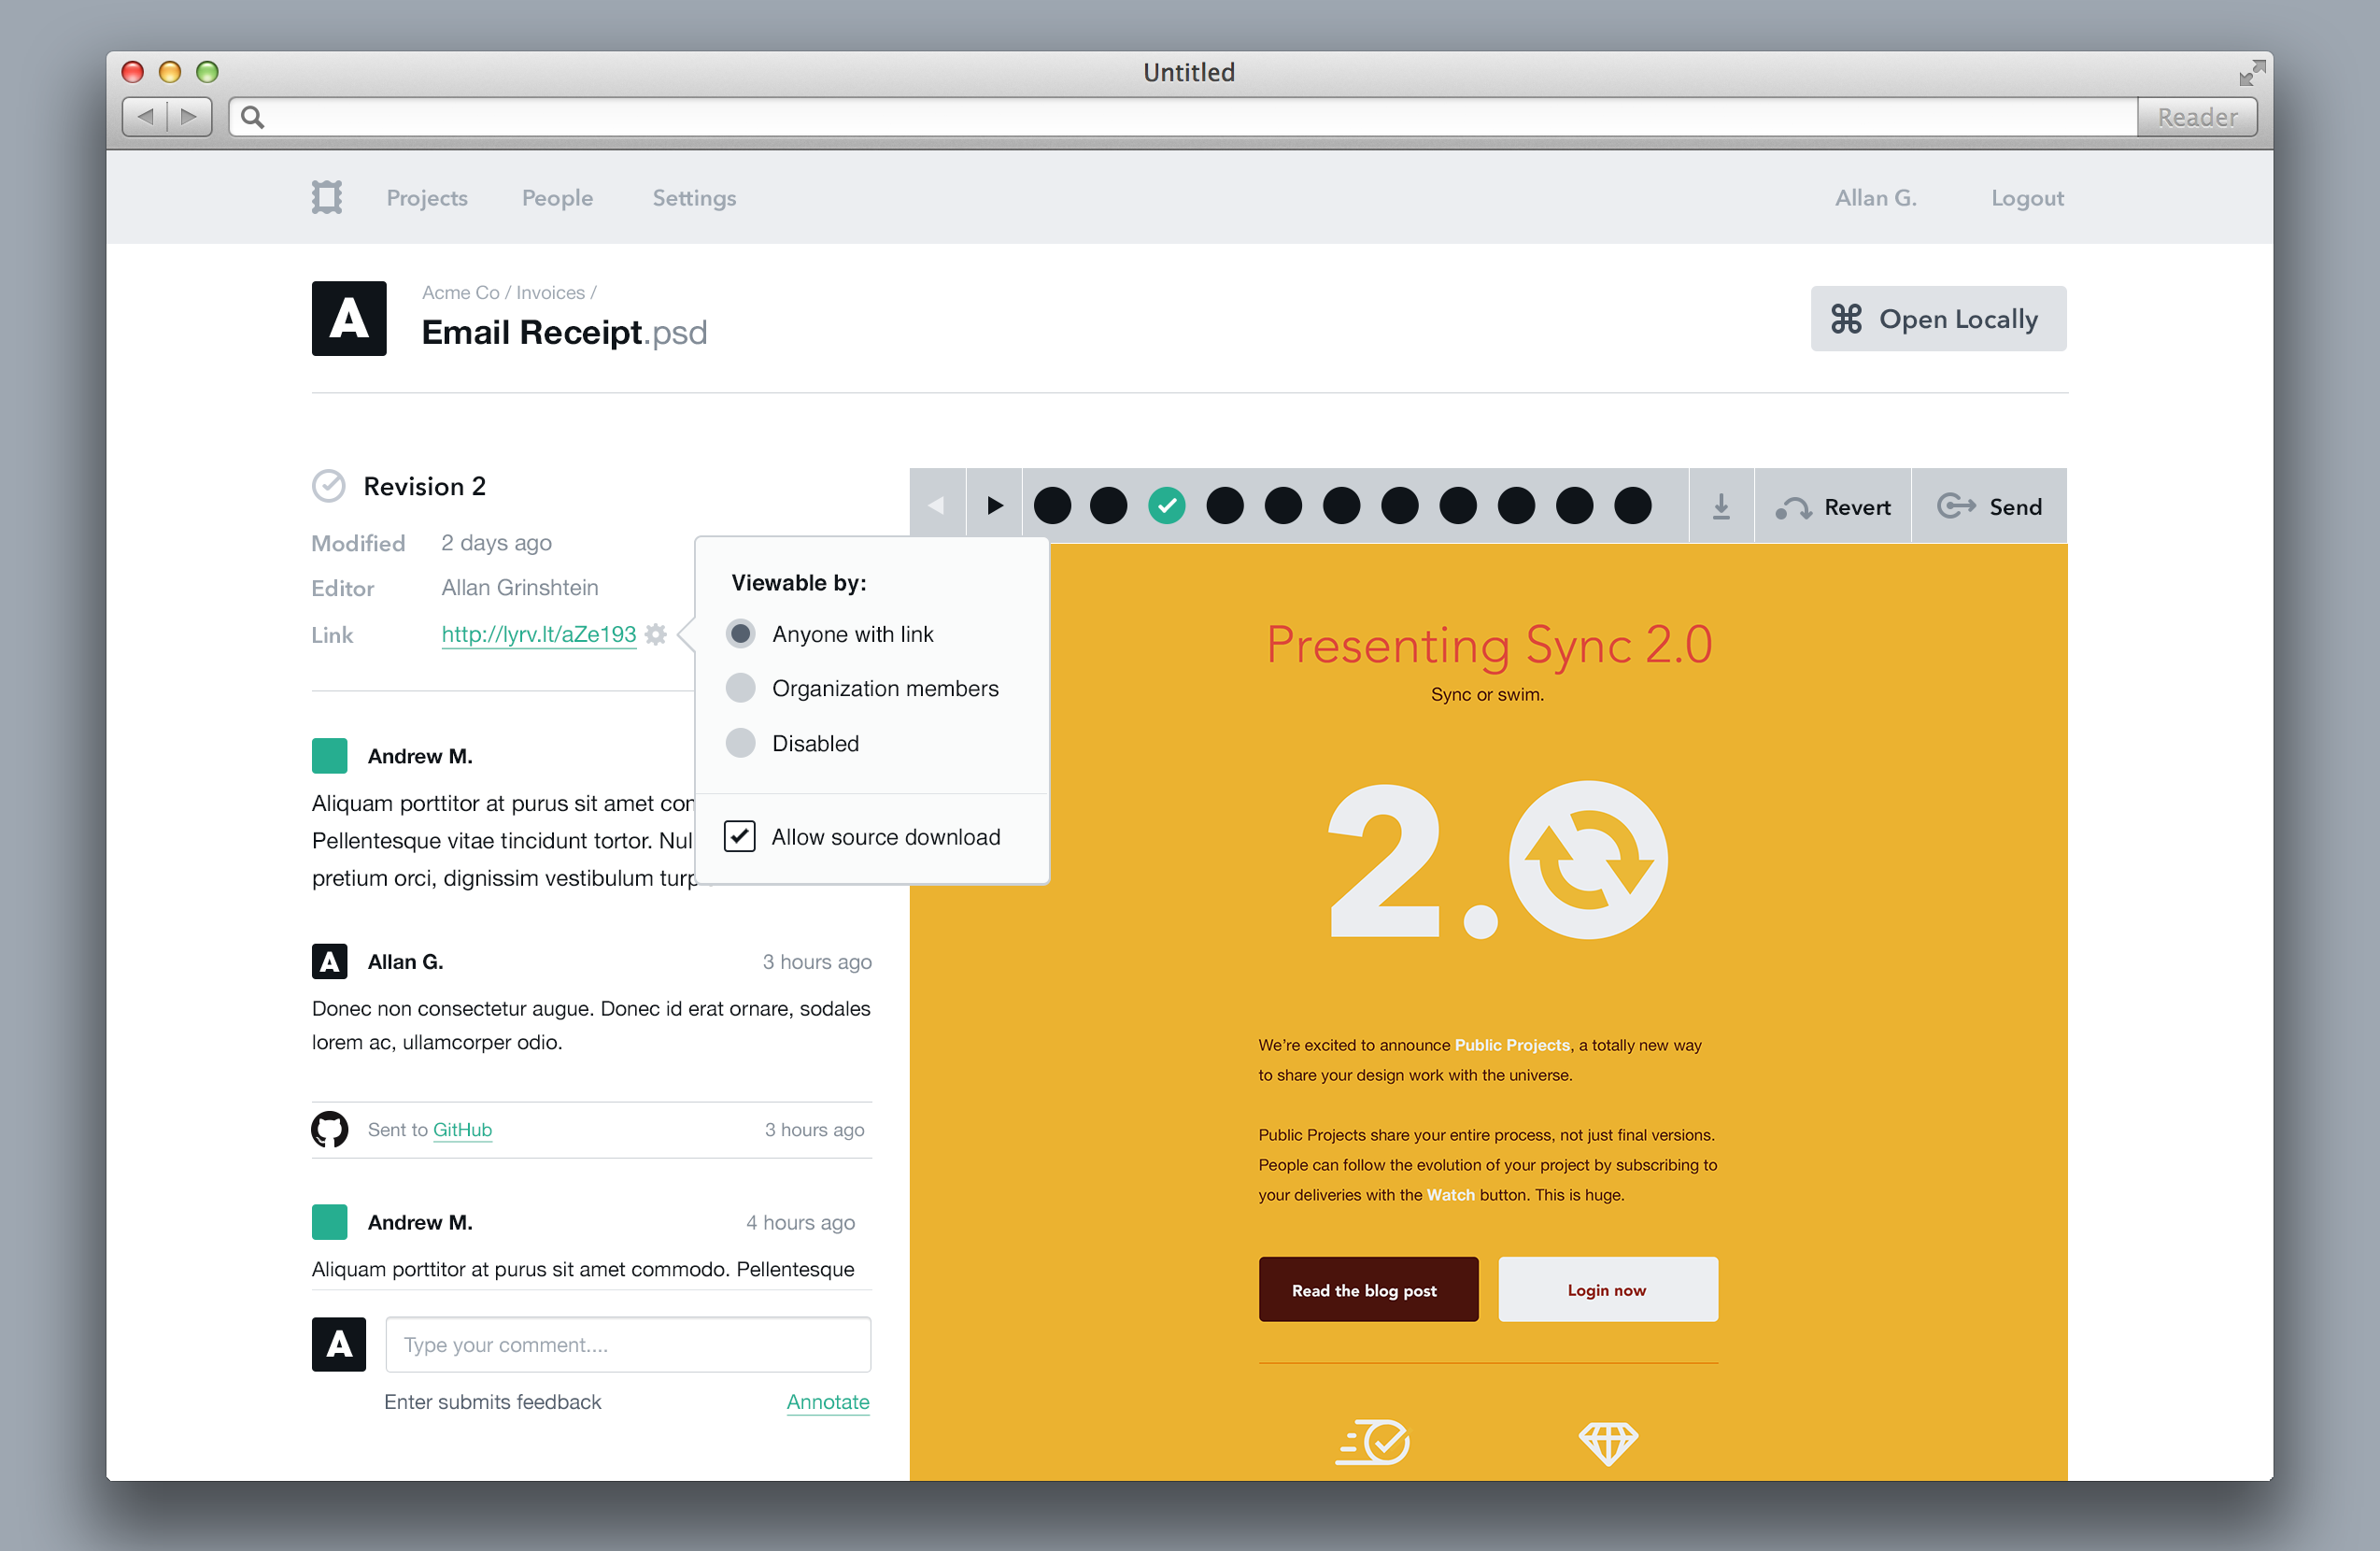 Untitled
Reader
Projects People Settings Allan G. Logout
A
Acme Co / Invoices /
Email Receipt.psd
⌘ Open Locally
Revision 2
Modified 2 days ago
Editor Allan Grinshtein
Link http://lyrv.lt/aZe193
Viewable by:
Anyone with link
Organization members
Disabled
Allow source download
Andrew M.
Aliquam porttitor at purus sit amet
Pellentesque vitae tincidunt tortor.
pretium orci, dignissim vestibulum
A Allan G. 3 hours ago
Donec non consectetur augue. Donec id erat ornare, sodales
lorem ac, ullamcorper odio.
Sent to GitHub 3 hours ago
Andrew M. 4 hours ago
Aliquam porttitor at purus sit amet commodo. Pellentesque
A Type your comment....
Enter submits feedback Annotate
Revert Send
Presenting Sync 2.0
Sync or swim.
2.0
We're excited to announce Public Projects, a totally new way
to share your design work with the universe.
Public Projects share your entire process, not just final versions.
People can follow the evolution of your project by subscribing to
your deliveries with the Watch button. This is huge.
Read the blog post Login now